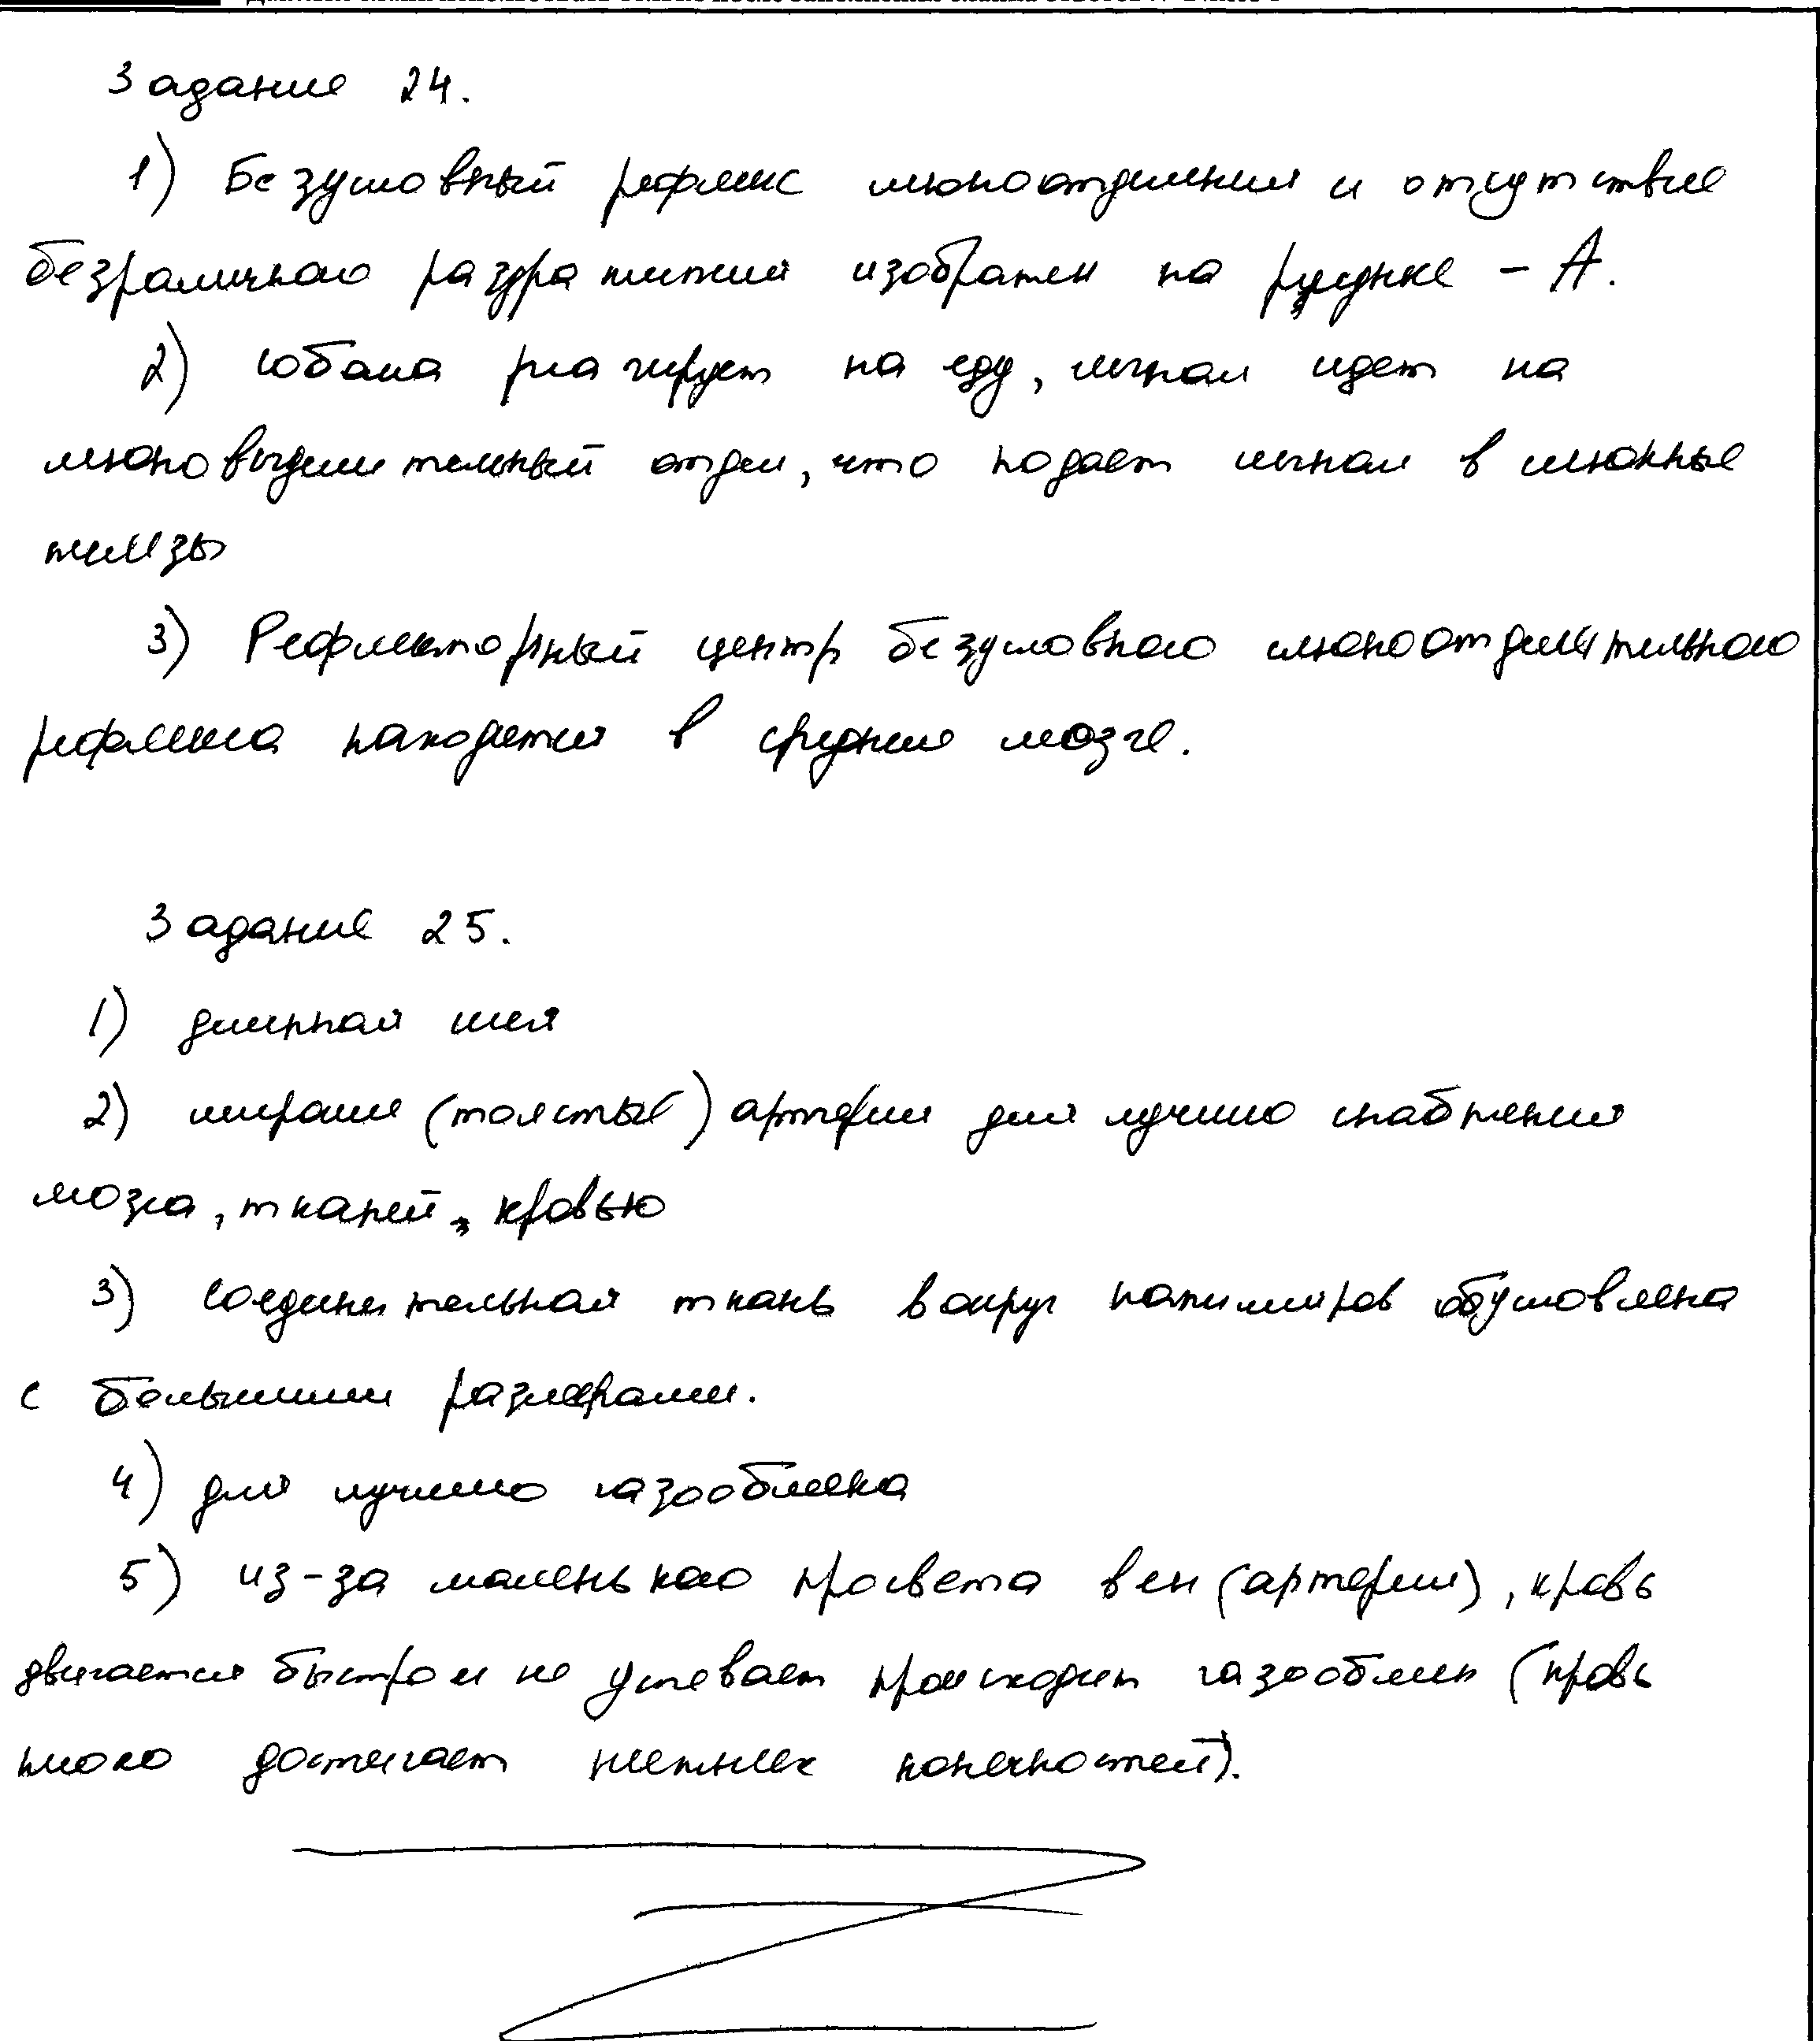 Задание 24.
1) Безусловный рефлекс слюноотделения и отсутствие
безразличного раздражителя изображен на рисунке – А.
2) собака реагирует на еду, сигнал идет на
слюновыделительный отдел, что подает сигнал в слюнные
железы
3) Рефлекторный центр безусловного слюноотделительного
рефлекса находится в среднем мозге.
Задание 25.
1) длинная шея
2) широкие (толстые) артерии для лучшего снабжения
мозга, тканей кровью
3) Соединительная ткань вокруг капилляров обусловлена
с большими размерами.
4) для лучшего газообмена
5) из-за маленького просвета вен (артерий), кровь
двигается быстро и не успевает происходит газообмен (кровь
плохо достигает нижних конечностей).